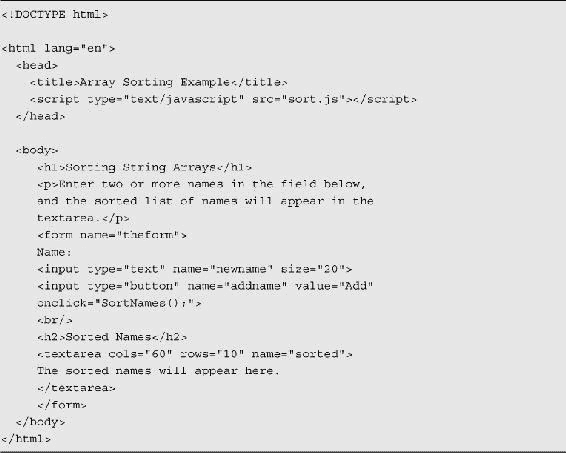 <!DOCTYPE html>
<html lang="en">
<head>
<title>Array Sorting Example</title>
<script type="text/javascript" src="sort.js"></script>
</head>
<body>
<h1>Sorting String Arrays</h1>
<p>Enter two or more names in the field below,
and the sorted list of names will appear in the
textarea.</p>
<form name="theform">
Name:
<input type="text" name="newname" size="20">
<input type="button" name="addname" value="Add"
onclick="SortNames();">
<br/>
<h2>Sorted Names</h2>
<textarea cols="60" rows="10" name="sorted">
The sorted names will appear here.
</textarea>
</form>
</body>
</html>